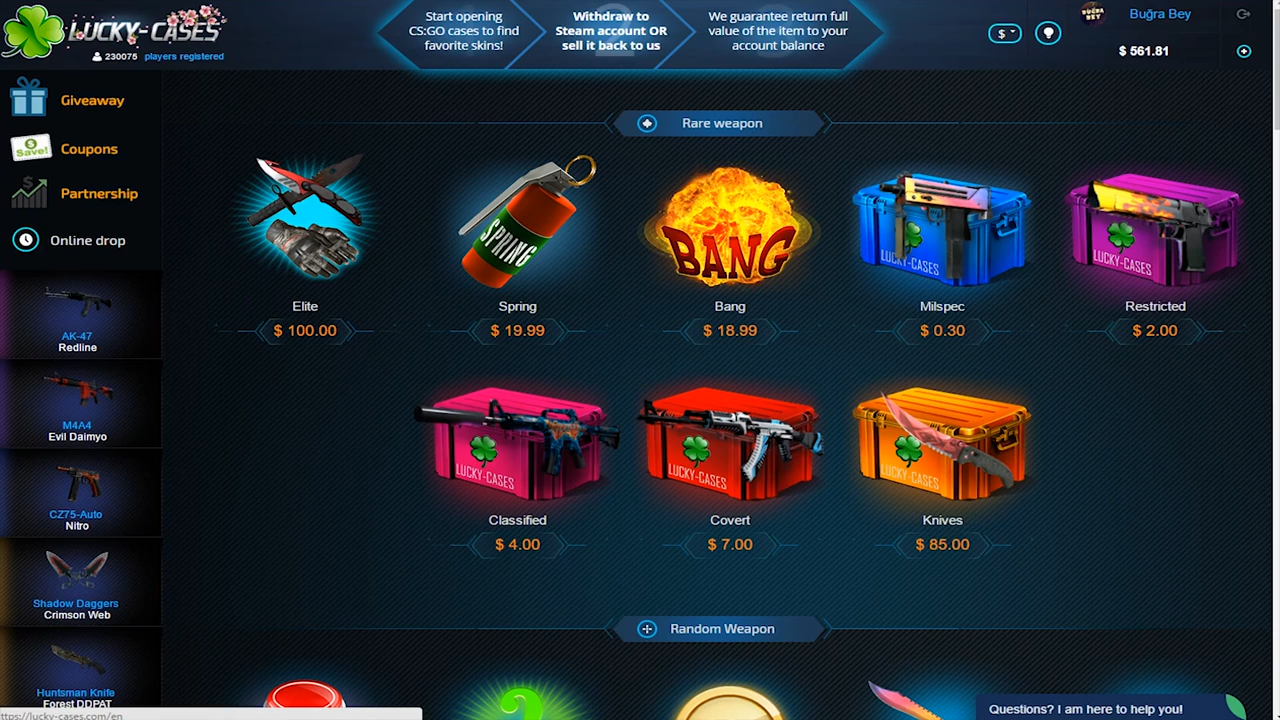 LUCKY-CASES
230075 players registered
Start opening
CS:GO cases to find
favorite skins!
Withdraw to
Steam account OR
sell it back to us
We guarantee return full
value of the item to your
account balance
$
BUĞRA
BEY
Buğra Bey
$ 561.81
$
Save!
Giveaway
Coupons
Partnership
Online drop
AK-47
Redline
M4A4
Evil Daimyo
CZ75-Auto
Nitro
Shadow Daggers
Crimson Web
Huntsman Knife
Forest DDPAT
Rare weapon
SPRING
BANG
LUCKY-CASES
LUCKY-CASES
Elite
Spring
Bang
Milspec
Restricted
$ 100.00
$ 19.99
$ 18.99
$ 0.30
$ 2.00
LUCKY-CASES
LUCKY-CASES
LUCKY-CASES
Classified
Covert
Knives
$ 4.00
$ 7.00
$ 85.00
Random Weapon
Questions? I am here to help you!
ttps://lucky-cases.com/en